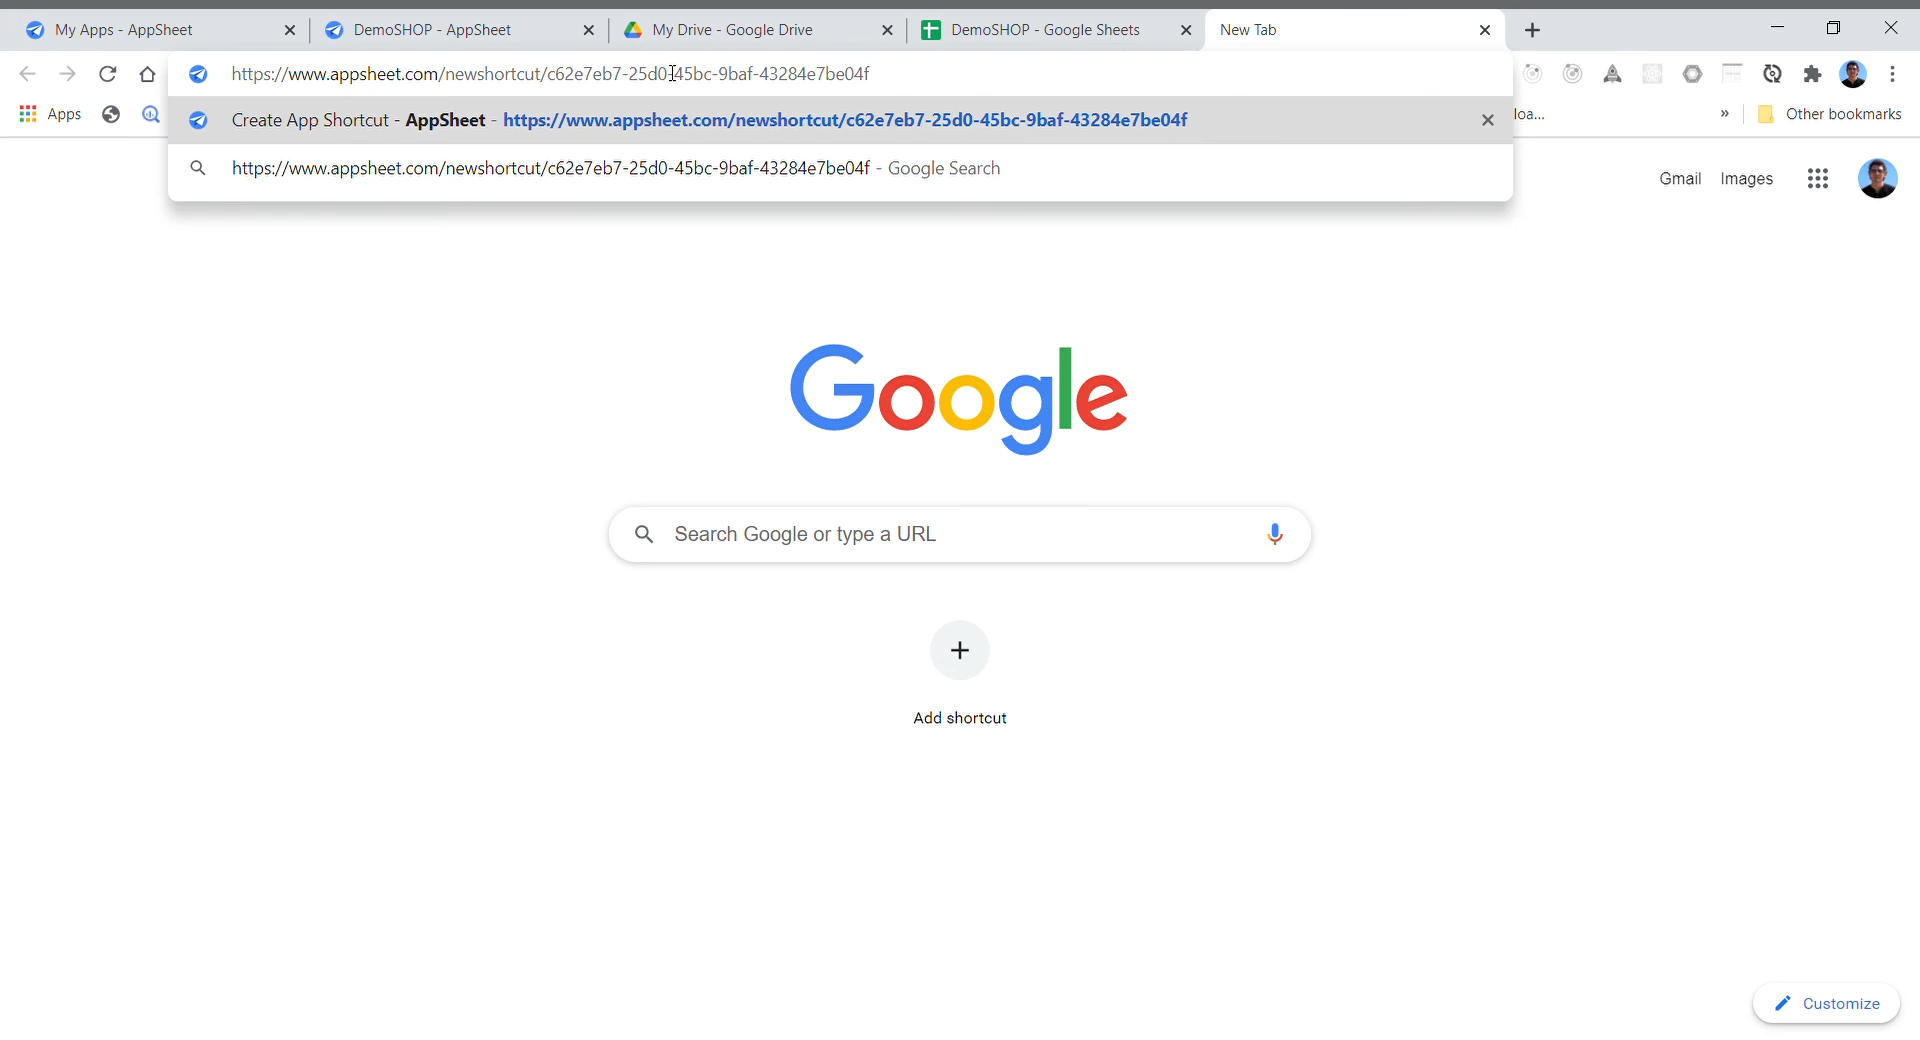 My Apps - AppSheet
DemoSHOP - AppSheet
My Drive - Google Drive
DemoSHOP - Google Sheets
New Tab
https://www.appsheet.com/newshortcut/c62e7eb7-25d0-45bc-9baf-43284e7be04f
Apps
Create App Shortcut - AppSheet - https://www.appsheet.com/newshortcut/c62e7eb7-25d0-45bc-9baf-43284e7be04f
loa...
»
Other bookmarks
https://www.appsheet.com/newshortcut/c62e7eb7-25d0-45bc-9baf-43284e7be04f - Google Search
Gmail
Images
Google
Search Google or type a URL
Add shortcut
Customize